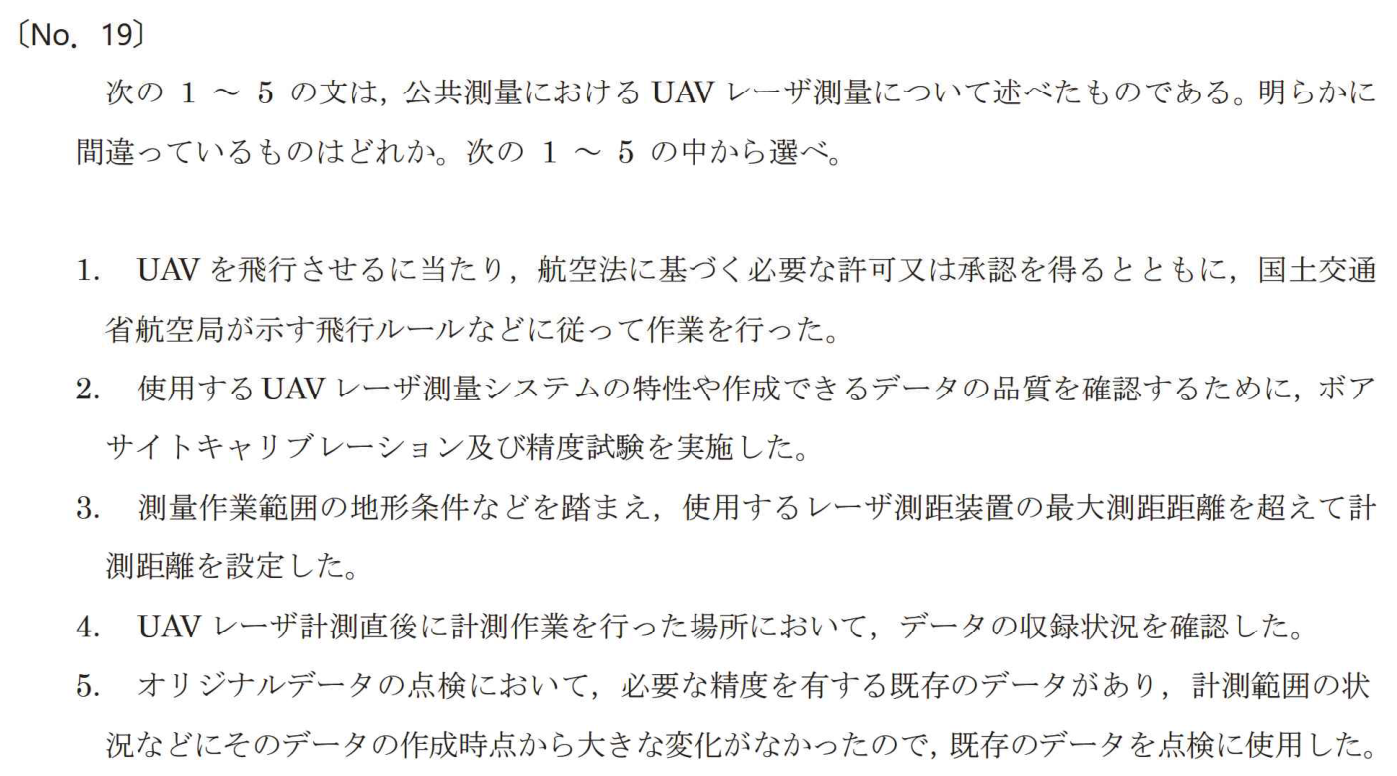 〔No. 19〕
次の 1 ～ 5 の文は，公共測量における UAV レーザ測量について述べたものである。明らかに
間違っているものはどれか。次の 1 ～ 5 の中から選べ。
1. UAV を飛行させるに当たり，航空法に基づく必要な許可又は承認を得るとともに，国土交通
省航空局が示す飛行ルールなどに従って作業を行った。
2. 使用する UAV レーザ測量システムの特性や作成できるデータの品質を確認するために，ボア
サイトキャリブレーション及び精度試験を実施した。
3. 測量作業範囲の地形条件などを踏まえ，使用するレーザ測距装置の最大測距距離を超えて計
測距離を設定した。
4. UAV レーザ計測直後に計測作業を行った場所において，データの収録状況を確認した。
5. オリジナルデータの点検において，必要な精度を有する既存のデータがあり，計測範囲の状
況などにそのデータの作成時点から大きな変化がなかったので，既存のデータを点検に使用した。